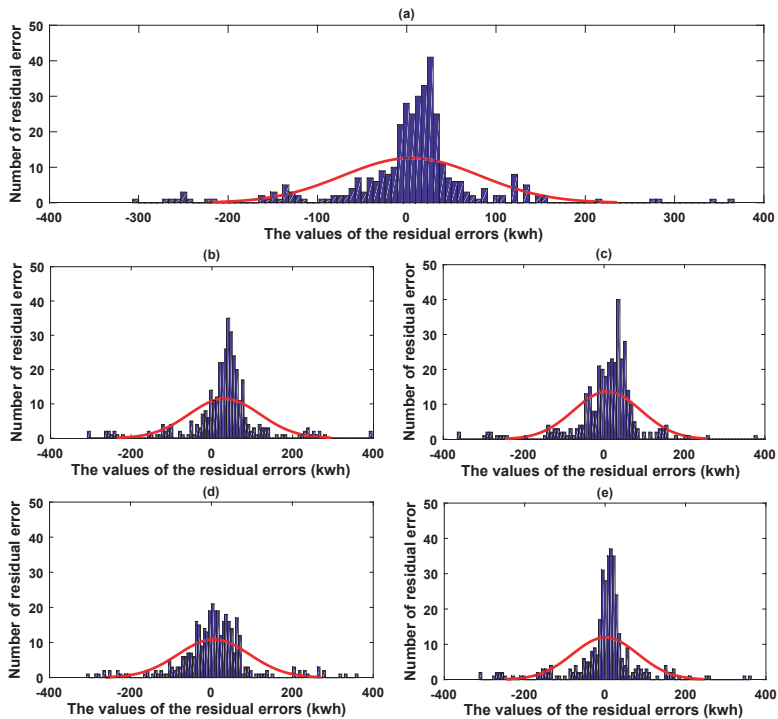 (a)
Number of residual error
50
40
30
20
10
0
-400 -300 -200 -100 0 100 200 300 400
The values of the residual errors (kwh)
(b)
Number of residual error
50
40
30
20
10
0
-400 -200 0 200 400
The values of the residual errors (kwh)
(c)
Number of residual error
50
40
30
20
10
0
-400 -200 0 200 400
The values of the residual errors (kwh)
(d)
Number of residual error
50
40
30
20
10
0
-400 -200 0 200 400
The values of the residual errors (kwh)
(e)
Number of residual error
50
40
30
20
10
0
-400 -200 0 200 400
The values of the residual errors (kwh)